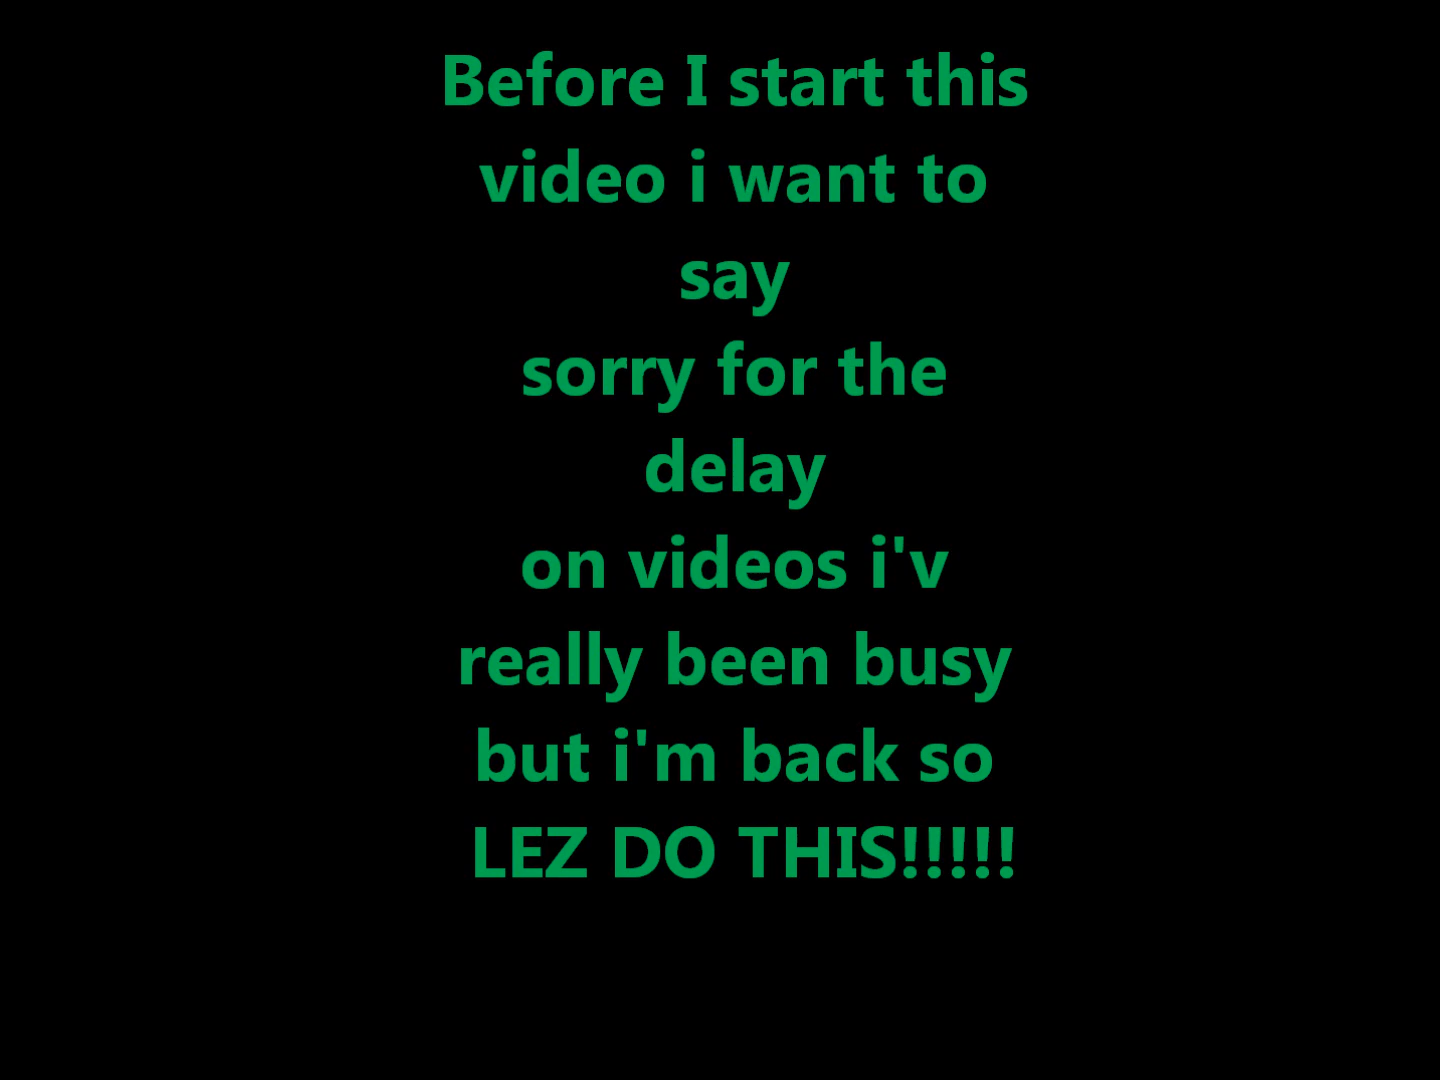 Before I start this
video i want to
say
sorry for the
delay
on videos i'v
really been busy
but i'm back so
LEZ DO THIS!!!!!